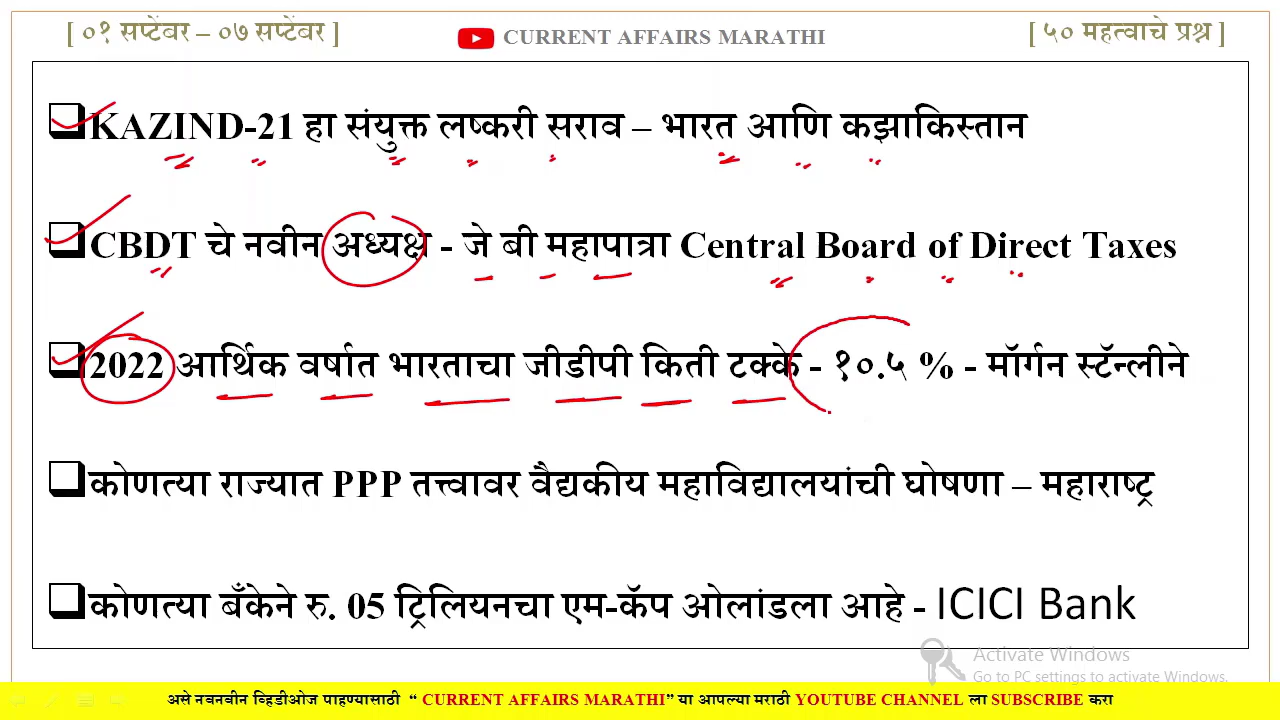 [ ०१ सप्टेंबर – ०७ सप्टेंबर ] CURRENT AFFAIRS MARATHI [ ५० महत्वाचे प्रश्न ]
KAZIND-21 हा संयुक्त लष्करी सराव – भारत आणि कझाकिस्तान
CBDT चे नवीन अध्यक्ष - जे बी महापात्रा Central Board of Direct Taxes
2022 आर्थिक वर्षात भारताचा जीडीपी किती टक्के - १०.५ % - मॉर्गन स्टॅन्लीने
कोणत्या राज्यात PPP तत्त्वावर वैद्यकीय महाविद्यालयांची घोषणा – महाराष्ट्र
कोणत्या बँकेने रु. 05 ट्रिलियनचा एम-कॅप ओलांडला आहे - ICICI Bank
Activate Windows
Go to PC settings to activate Windows.
असे नवनवीन व्हिडीओज पाहण्यासाठी “ CURRENT AFFAIRS MARATHI” या आपल्या मराठी YOUTUBE CHANNEL ला SUBSCRIBE करा